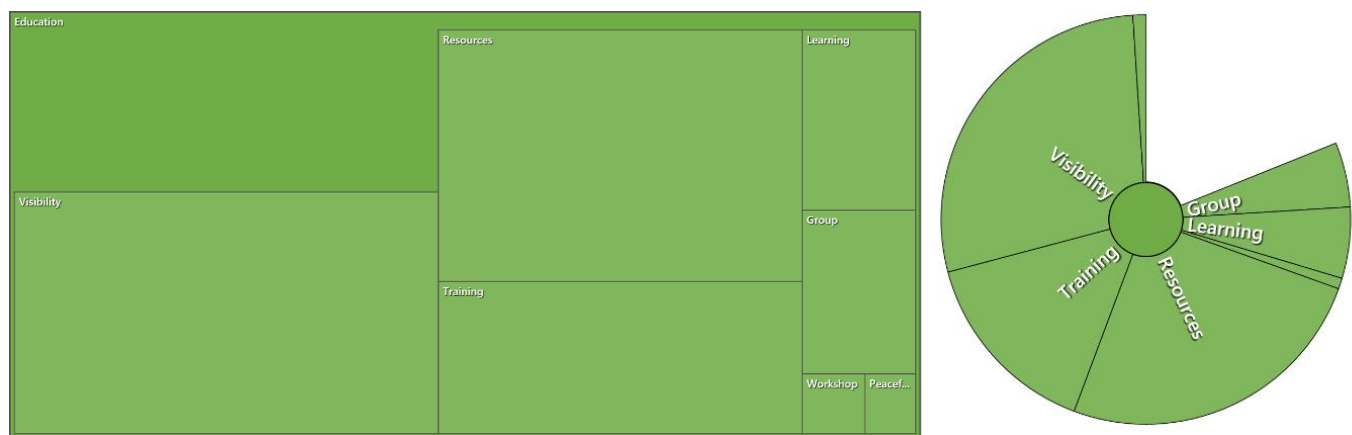 Education
Resources
Learning
Visibility
Group
Training
Workshop
Peacef...
Visibility
Group
Learning
Training
Resources